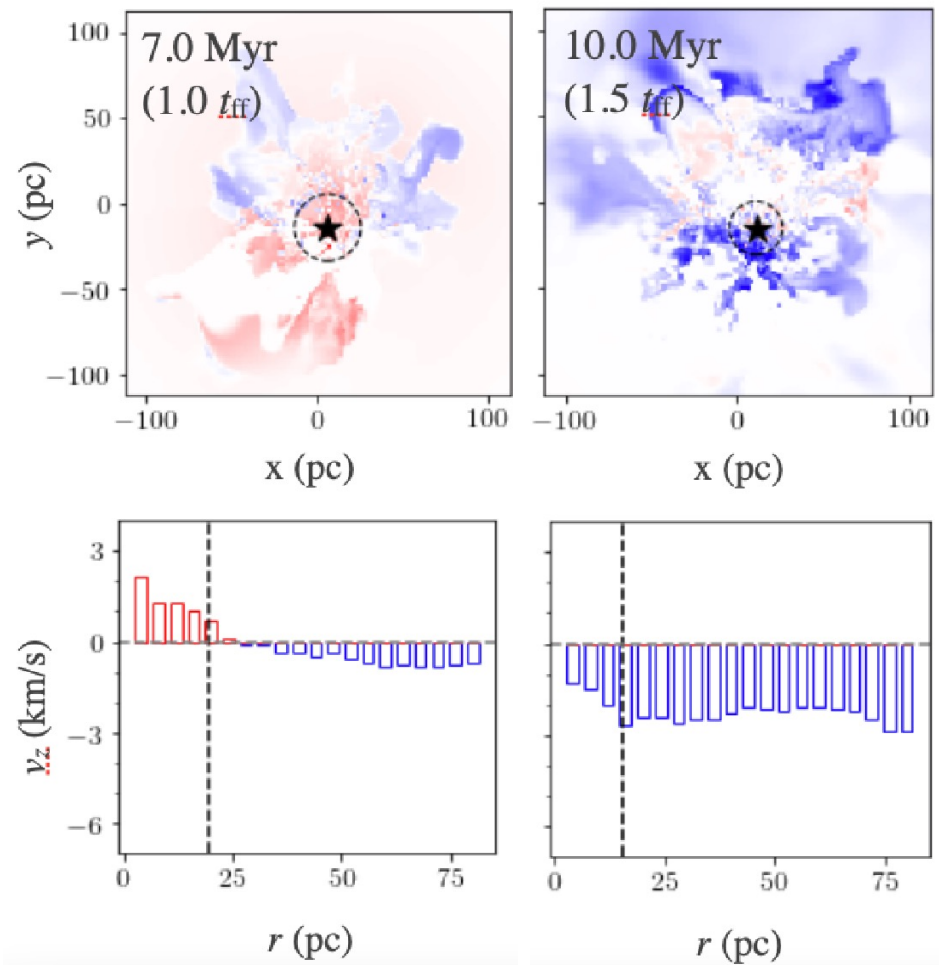 7.0 Myr
(1.0 tff)
10.0 Myr
(1.5 tff)
100
50
0
−50
−100
y (pc)
−100 0 100
−100 0 100
x (pc)
x (pc)
3
0
−3
−6
vz (km/s)
0 25 50 75
0 25 50 75
r (pc)
r (pc)